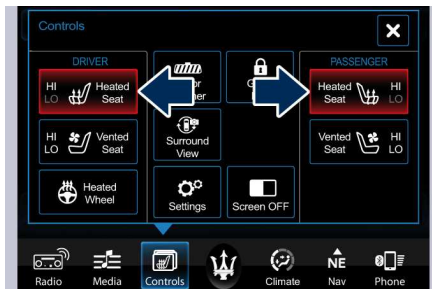 Controls
DRIVER
PASSENGER
HI
LO
Heated
Seat
Heated
Seat
HI
LO
HI
LO
Vented
Seat
Surround
View
Vented
Seat
HI
LO
Heated
Wheel
Settings
Screen OFF
Radio
Media
Controls
Climate
NE
Nav
Phone